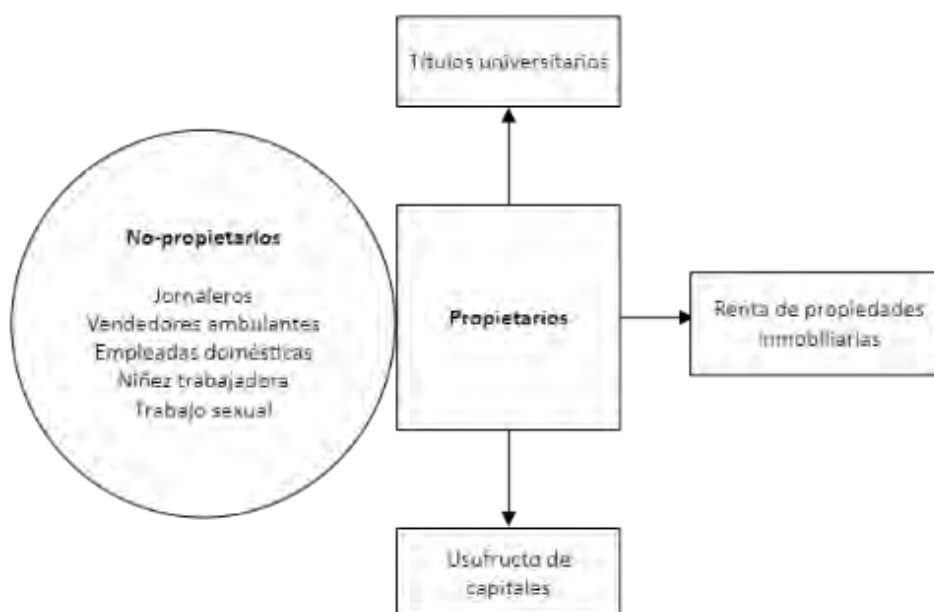 Títulos universitarios
No-propietarios
Jornaleros
Vendedores ambulantes
Empleadas domésticas
Niñez trabajadora
Trabajo sexual
Propietarios
Renta de propiedades
Inmobiliarias
Usufructo de
capitales